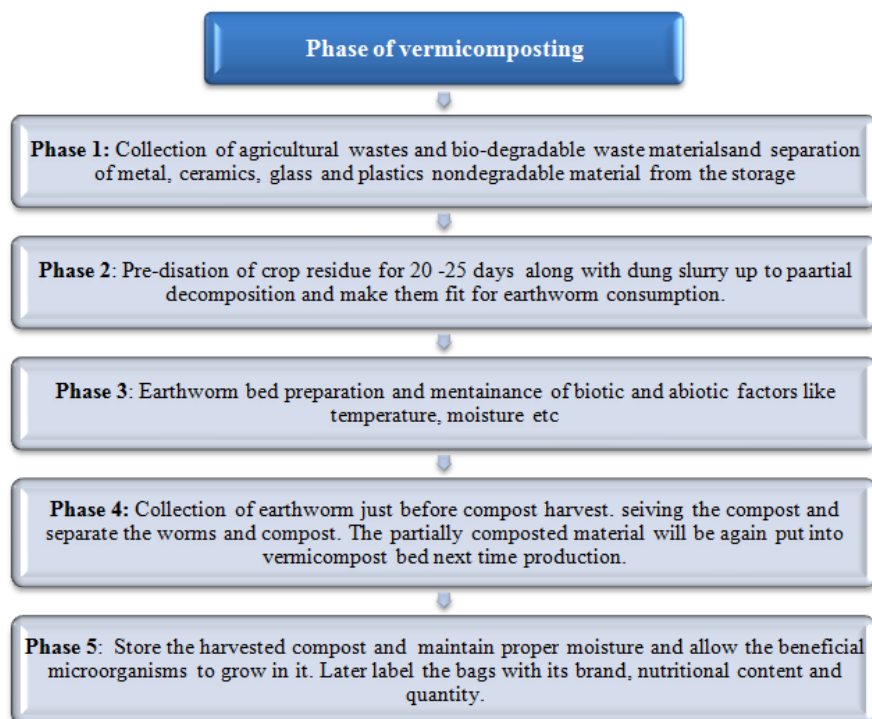 Phase of vermicomposting
Phase 1: Collection of agricultural wastes and bio-degradable waste materialsand separation
of metal, ceramics, glass and plastics nondegradable material from the storage
Phase 2: Pre-disation of crop residue for 20 -25 days along with dung slurry up to paartial
decomposition and make them fit for earthworm consumption.
Phase 3: Earthworm bed preparation and mentainance of biotic and abiotic factors like
temperature, moisture etc
Phase 4: Collection of earthworm just before compost harvest. seiving the compost and
separate the worms and compost. The partially composted material will be again put into
vermicompost bed next time production.
Phase 5: Store the harvested compost and maintain proper moisture and allow the beneficial
microorganisms to grow in it. Later label the bags with its brand, nutritional content and
quantity.